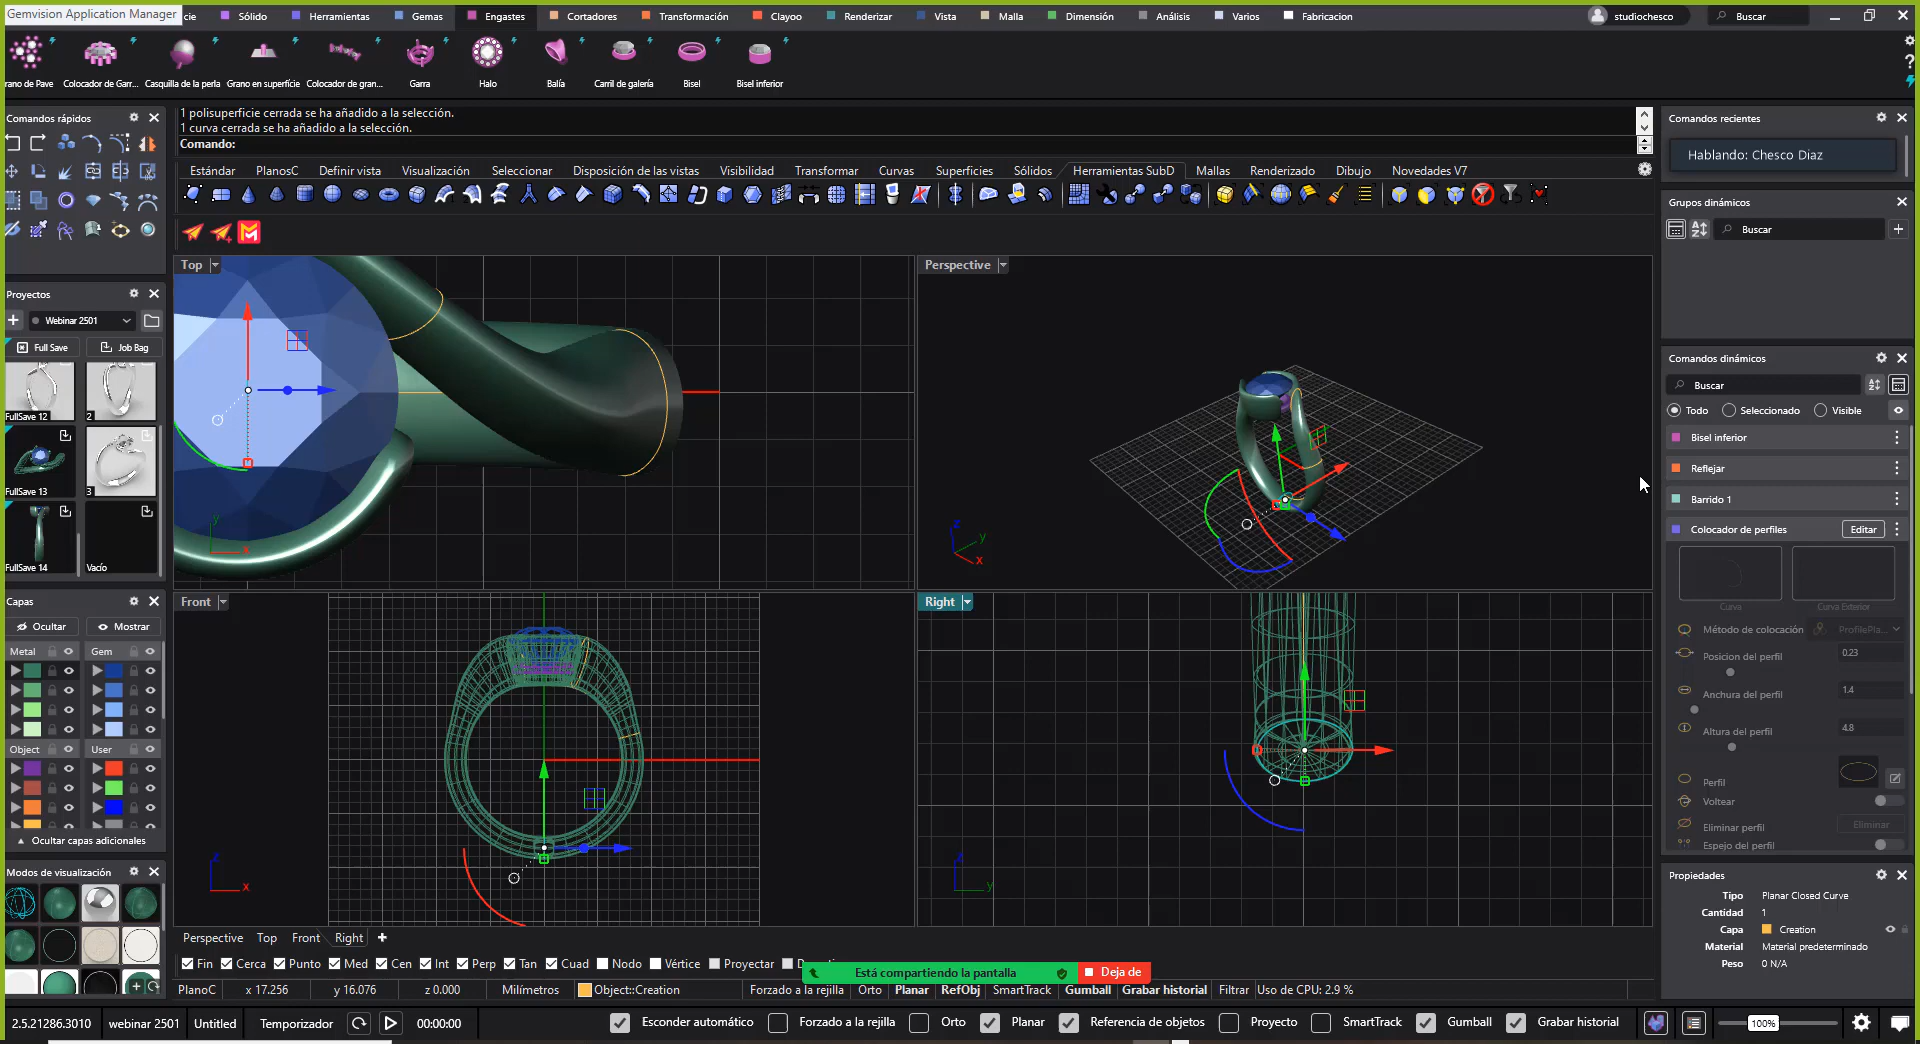 Gemvision Application Manager
cie
Sólido
Herramientas
Gemas
Engastes
Cortadores
Transformación
Clayoo
Renderizar
Vista
Malla
Dimensión
Análisis
Varios
Fabricacion
studiochesco
Buscar
rano de Pave
Colocador de Garr...
Casquilla de la perla
Grano en superfície
Colocador de gran...
Garra
Halo
Balía
Carril de galería
Bisel
Bisel inferior
Comandos rápidos
1 polisuperficie cerrada se ha añadido a la selección.
1 curva cerrada se ha añadido a la selección.
Comando:
Comandos recientes
Hablando: Chesco Diaz
Estándar
PlanosC
Definir vista
Visualización
Seleccionar
Disposición de las vistas
Visibilidad
Transformar
Curvas
Superficies
Sólidos
Herramientas SubD
Mallas
Renderizado
Dibujo
Novedades V7
Grupos dinámicos
Buscar
Top
Perspective
Proyectos
Webinar 2501
Full Save
Job Bag
FullSave 12
2
FullSave 13
3
FullSave 14
Vacío
Comandos dinámicos
Buscar
Todo
Seleccionado
Visible
Bisel inferior
Reflejar
Barrido 1
Colocador de perfiles
Editar
Curva
Curva Exterior
Método de colocación
ProfilePla...
Posicion del perfil
0.23
Anchura del perfil
1.4
Altura del perfil
4.8
Perfil
Voltear
Eliminar perfil
Eliminar
Espejo del perfil
y
x
z
y
x
Front
Right
Capas
Ocultar
Mostrar
Metal
Gem
Object
User
Ocultar capas adicionales
z
x
z
y
Modos de visualización
Propiedades
Tipo
Planar Closed Curve
Cantidad
1
Capa
Creation
Material
Material predeterminado
Peso
0 N/A
Perspective
Top
Front
Right
Fin
Cerca
Punto
Med
Cen
Int
Perp
Tan
Cuad
Nodo
Vértice
Proyectar
Está compartiendo la pantalla
Deja de
PlanoC
x 17.256
y 16.076
z 0.000
Milímetros
Object::Creation
Forzado a la rejilla
Orto
Planar
RefObj
SmartTrack
Gumball
Grabar historial
Filtrar
Uso de CPU: 2.9 %
2.5.21286.3010
webinar 2501
Untitled
Temporizador
00:00:00
Esconder automático
Forzado a la rejilla
Orto
Planar
Referencia de objetos
Proyecto
SmartTrack
Gumball
Grabar historial
100%